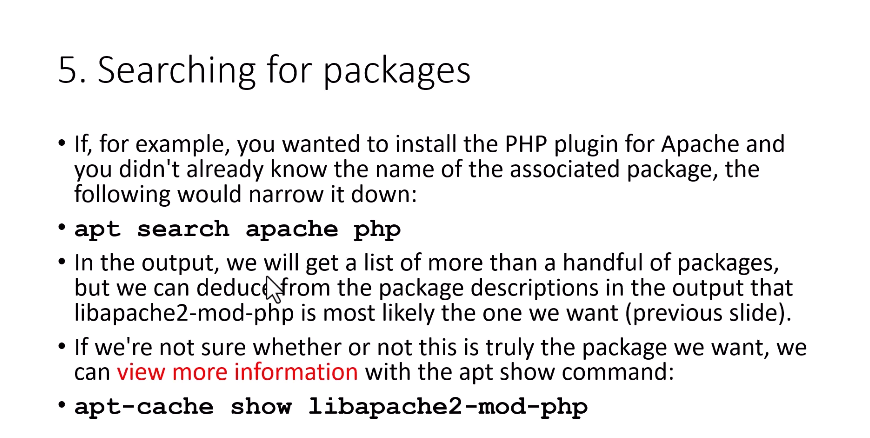 5. Searching for packages
• If, for example, you wanted to install the PHP plugin for Apache and
you didn't already know the name of the associated package, the
following would narrow it down:
• apt search apache php
• In the output, we will get a list of more than a handful of packages,
but we can deduce from the package descriptions in the output that
libapache2-mod-php is most likely the one we want (previous slide).
• If we're not sure whether or not this is truly the package we want, we
can view more information with the apt show command:
• apt-cache show libapache2-mod-php